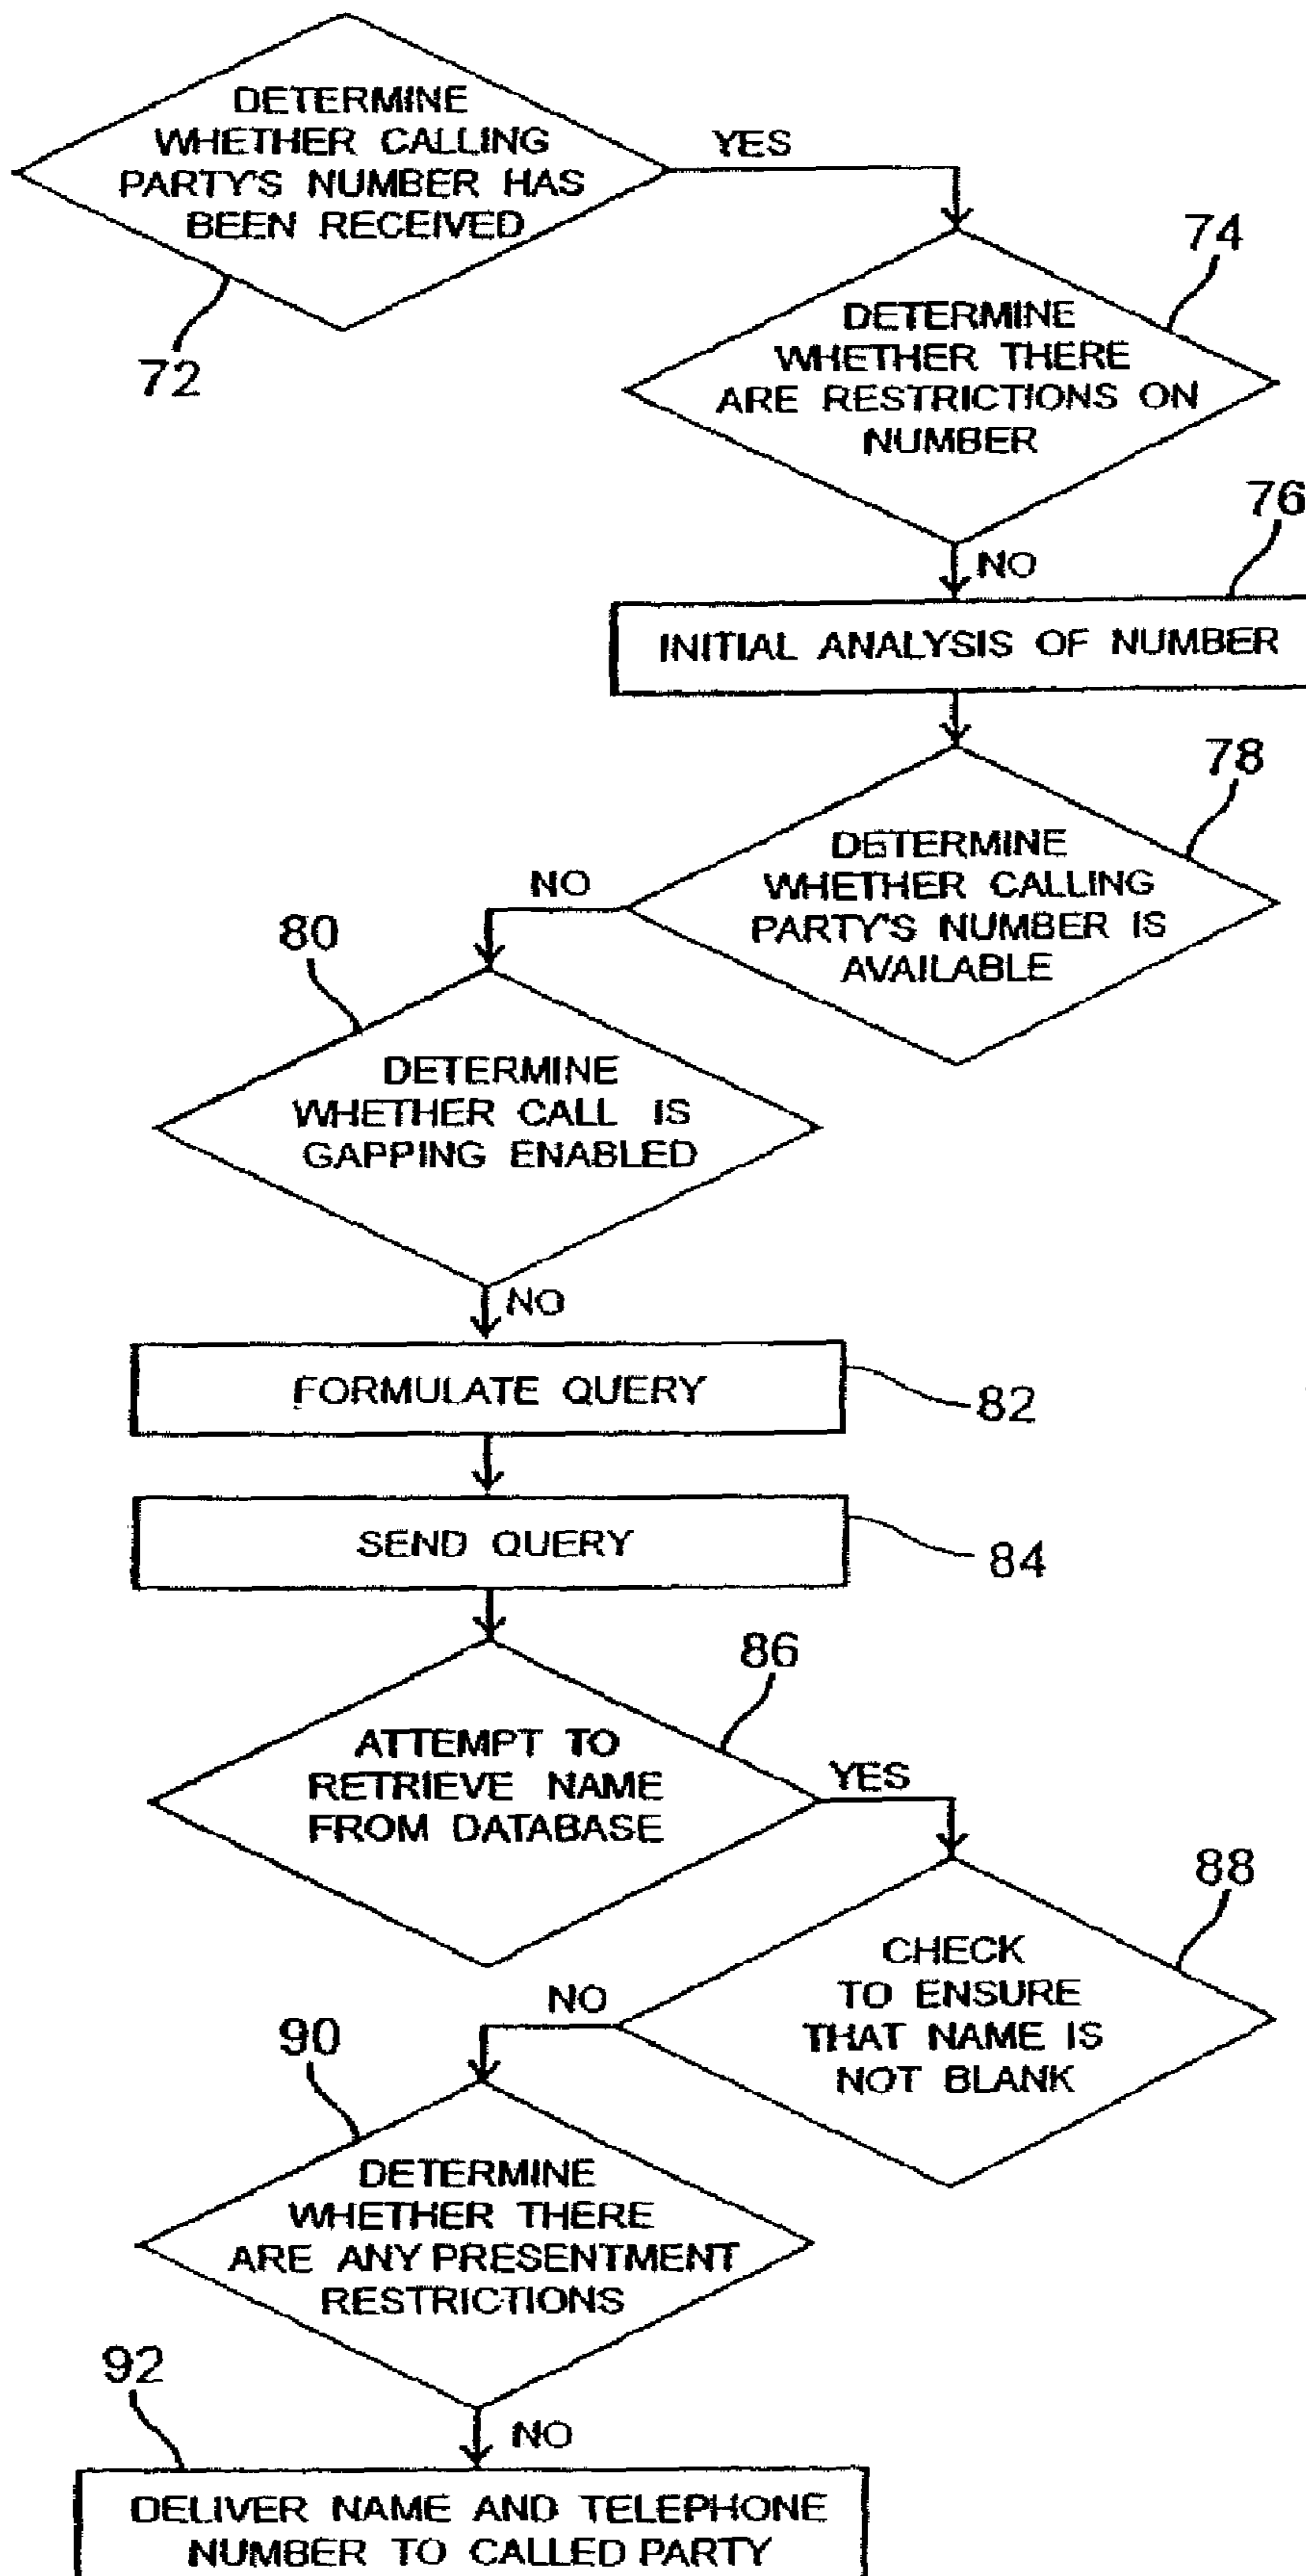 DETERMINE
WHETHER CALLING
PARTY'S NUMBER HAS
BEEN RECEIVED
YES
72
74
DETERMINE
WHETHER THERE
ARE RESTRICTIONS ON
NUMBER
NO
76
INITIAL ANALYSIS OF NUMBER
78
DETERMINE
WHETHER CALLING
PARTY'S NUMBER IS
AVAILABLE
NO
80
DETERMINE
WHETHER CALL IS
GAPPING ENABLED
NO
FORMULATE QUERY
82
SEND QUERY
84
86
ATTEMPT TO
RETRIEVE NAME
FROM DATABASE
YES
88
CHECK
TO ENSURE
THAT NAME IS
NOT BLANK
NO
90
DETERMINE
WHETHER THERE
ARE ANY PRESENTMENT
RESTRICTIONS
NO
92
DELIVER NAME AND TELEPHONE
NUMBER TO CALLED PARTY